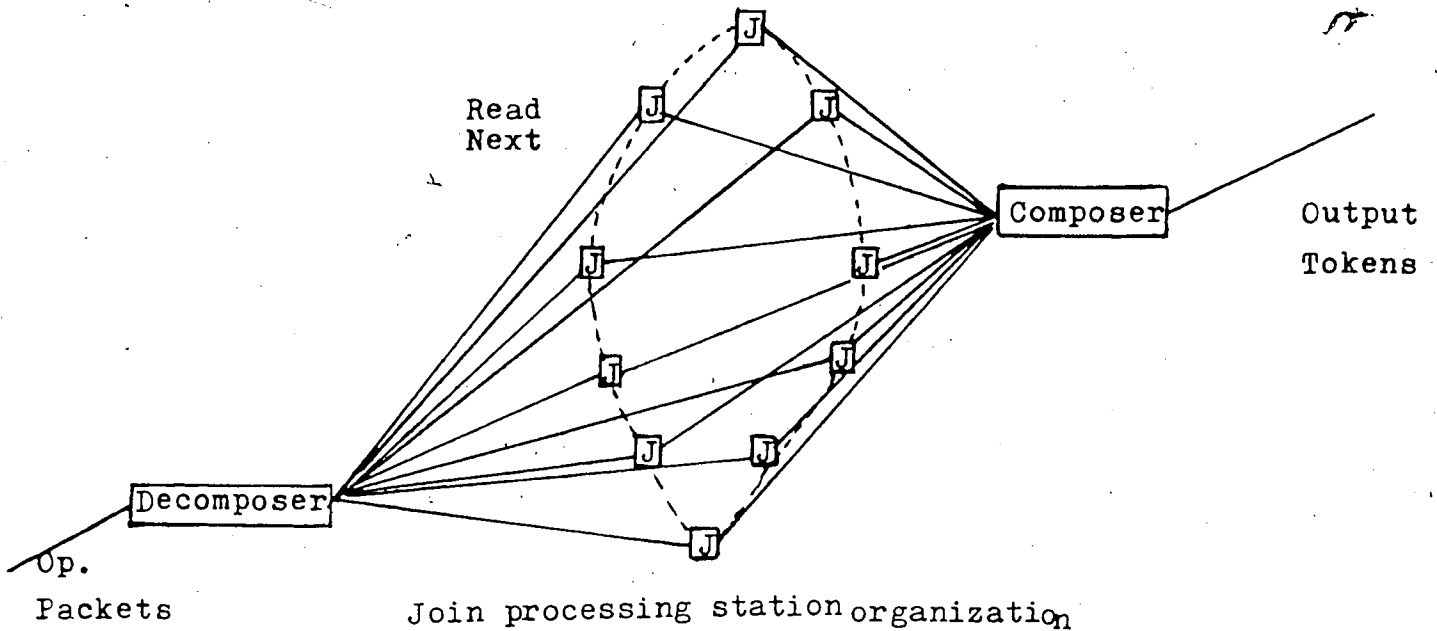 J
J
J
Read
Next
Composer
Output
Tokens
J
J
J
J
J
J
Decomposer
J
Op.
Packets
Join processing station organization